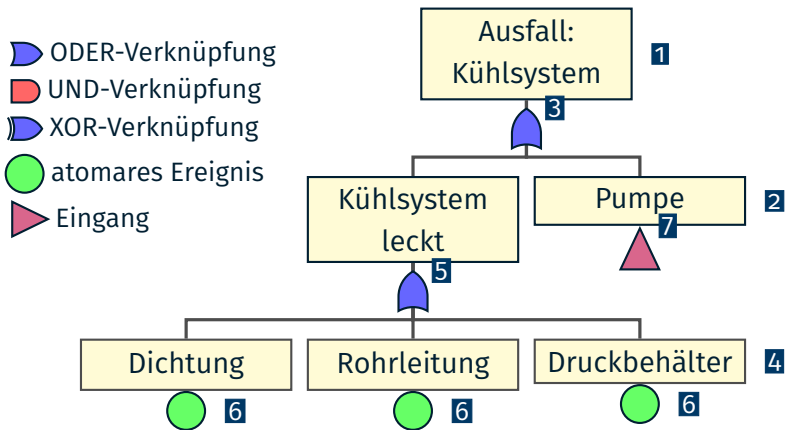 ODER-Verknüpfung
UND-Verknüpfung
XOR-Verknüpfung
atomares Ereignis
Eingang
Ausfall:
Kühlsystem
1
3
Kühlsystem
leckt
Pumpe
2
7
5
Dichtung
Rohrleitung
Druckbehälter
4
6
6
6